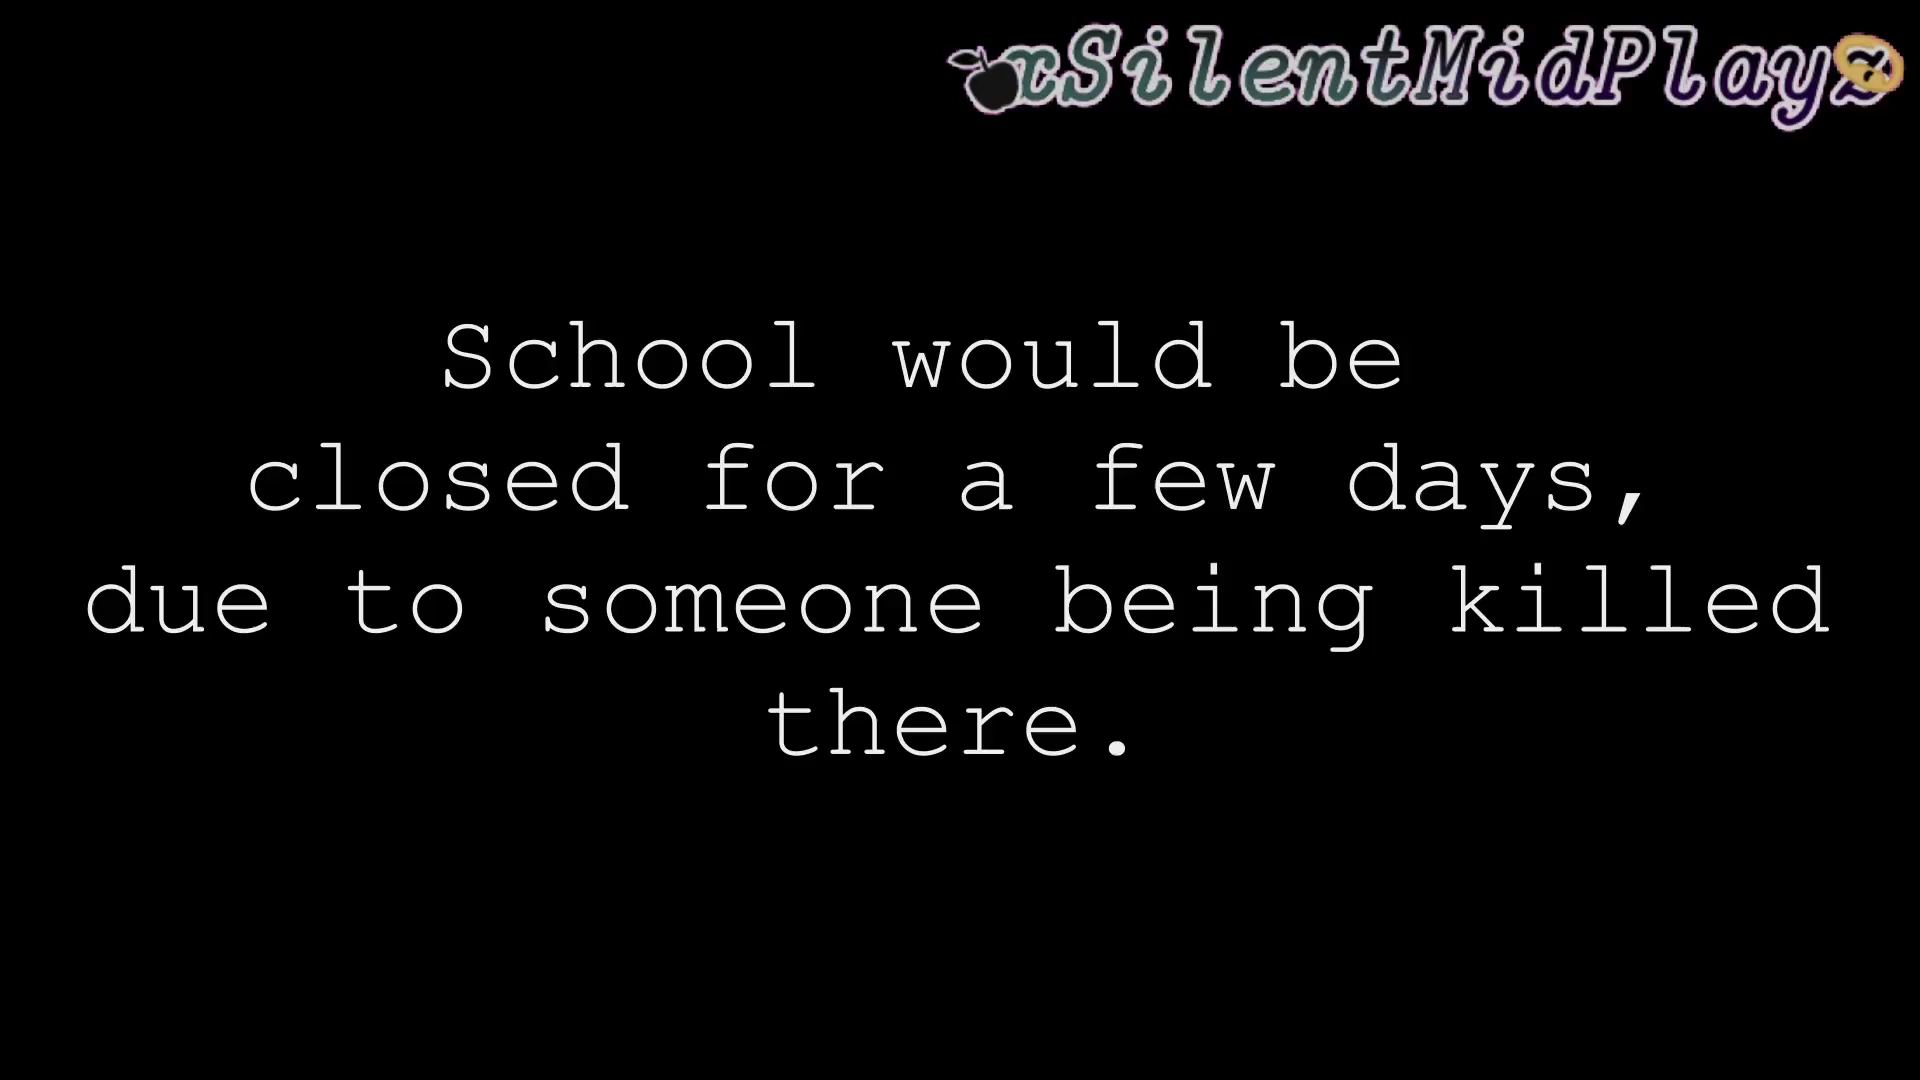 xSilentMidPlayz
School would be
closed for a few days,
due to someone being killed
there.